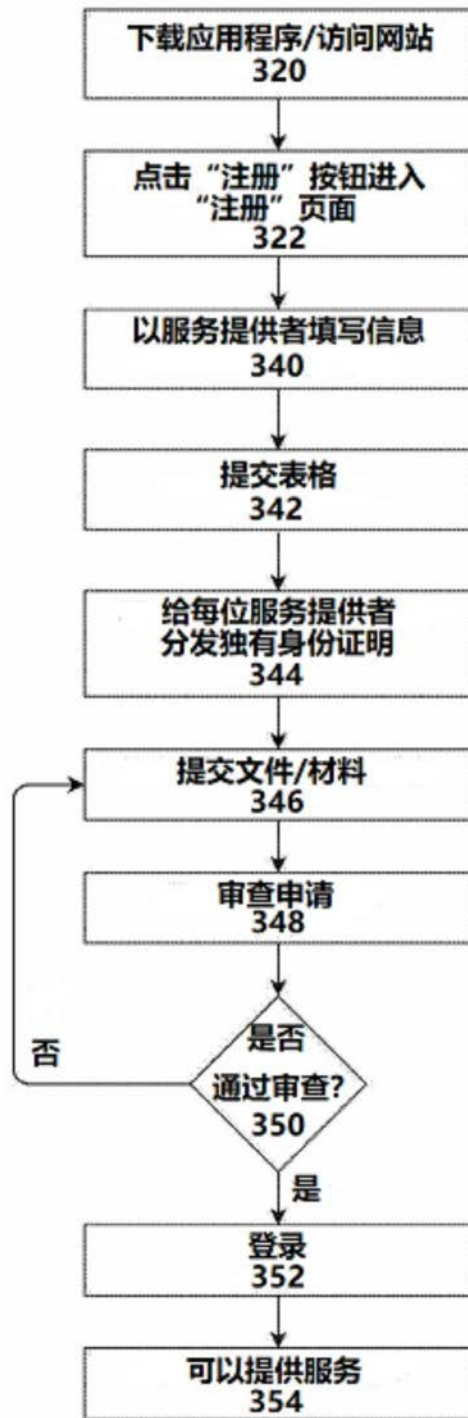 下载应用程序/访问网站
320
点击“注册”按钮进入
“注册”页面
322
以服务提供者填写信息
340
提交表格
342
给每位服务提供者
分发独有身份证明
344
提交文件/材料
346
审查申请
348
是否
通过审查?
350
否
是
登录
352
可以提供服务
354